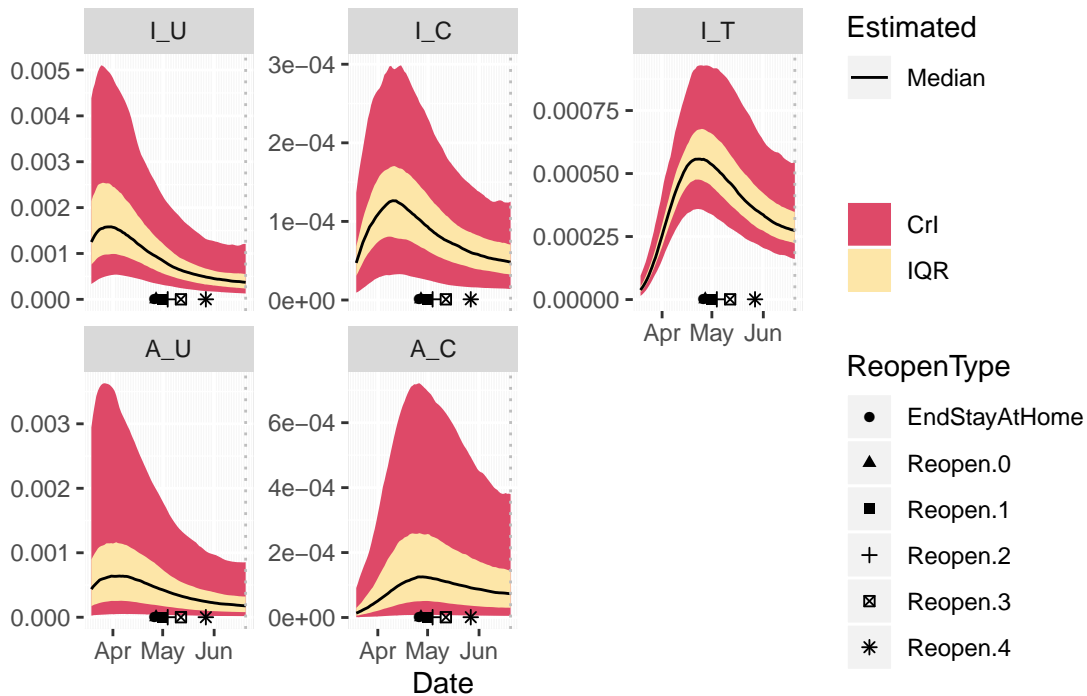 I_U
0.005
0.004
0.003
0.002
0.001
0.000
I_C
3e−04
2e−04
1e−04
0e+00
I_T
0.00075
0.00050
0.00025
0.00000
Apr May Jun
A_U
0.003
0.002
0.001
0.000
Apr May Jun
A_C
6e−04
4e−04
2e−04
0e+00
Apr May Jun
Date
Estimated
Median
CrI
IQR
ReopenType
EndStayAtHome
Reopen.0
Reopen.1
Reopen.2
Reopen.3
Reopen.4